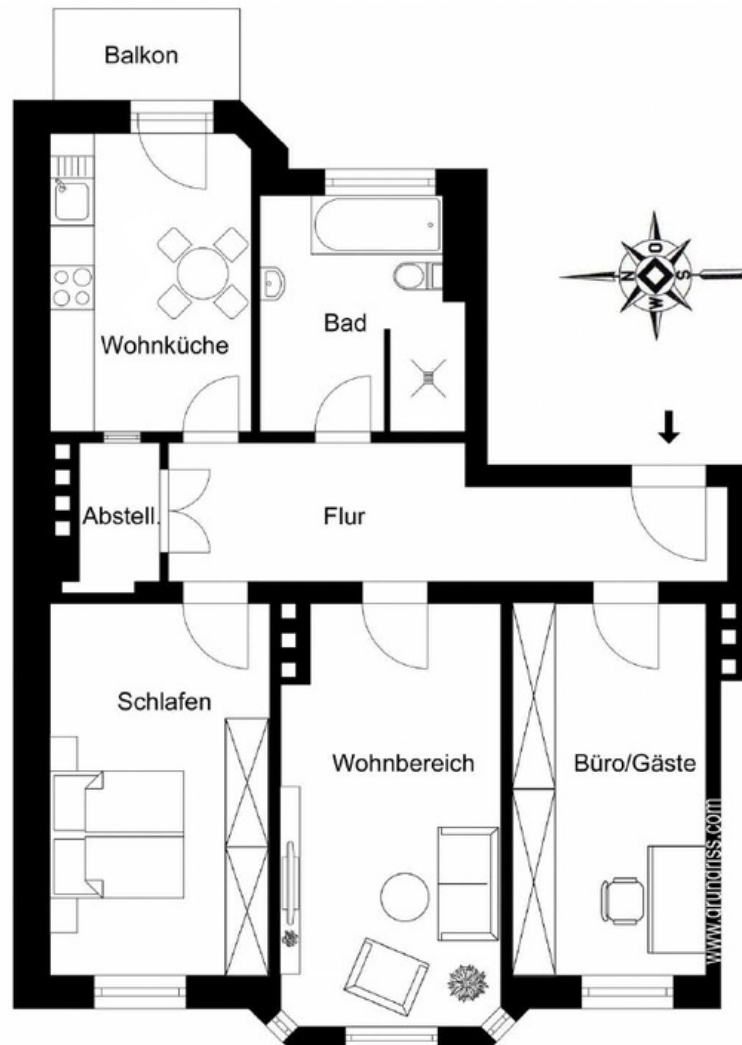 Balkon
Wohnküche
Bad
O
N
S
W
Abstell.
Flur
Schlafen
Wohnbereich
Büro/Gäste
www.grundriss.com